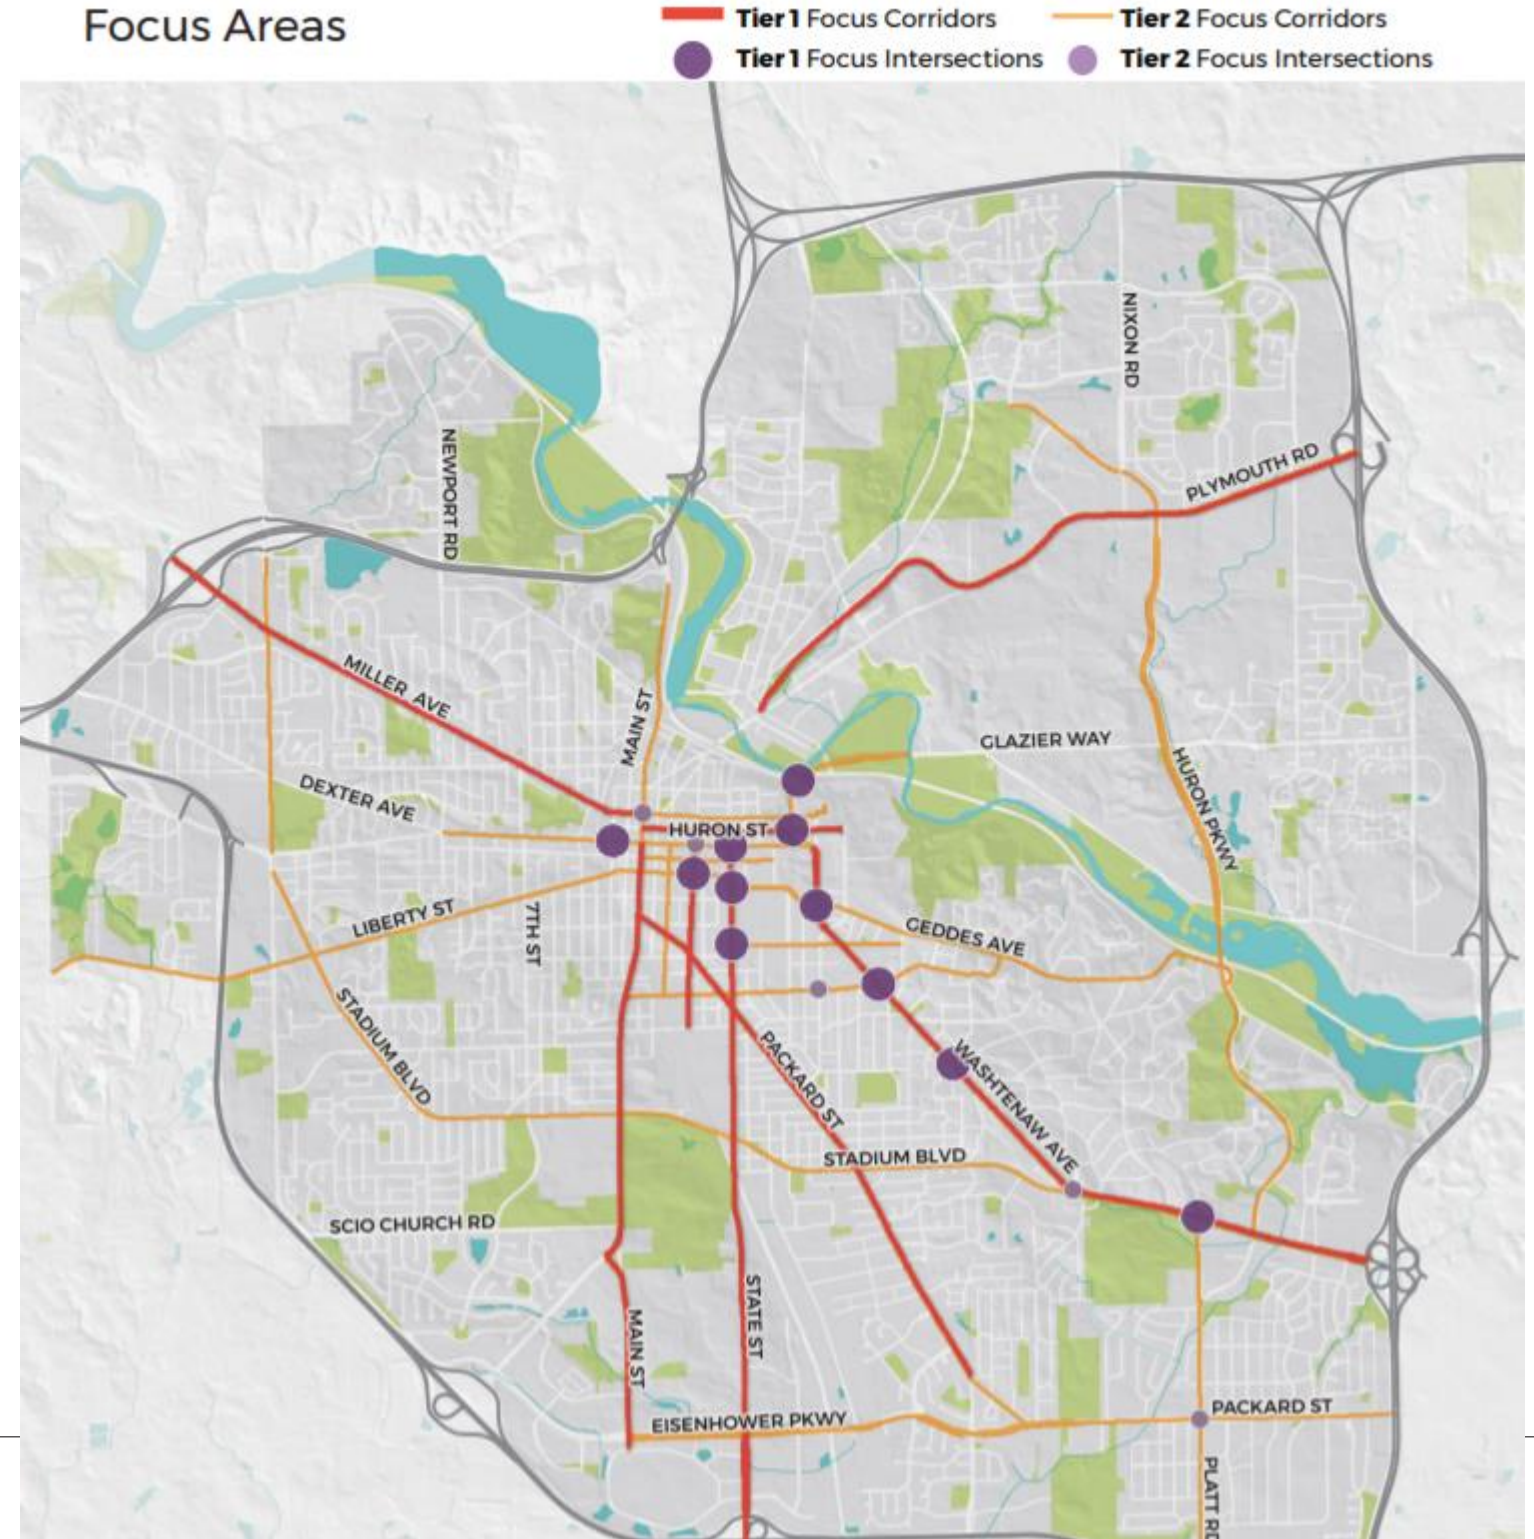 Focus Areas
Tier 1 Focus Corridors
Tier 2 Focus Corridors
Tier 1 Focus Intersections
Tier 2 Focus Intersections
NIXON RD
NEWPORT RD
PLYMOUTH RD
MILLER AVE
MAIN ST
GLAZIER WAY
HURON PKWY
DEXTER AVE
HURON ST
LIBERTY ST
7TH ST
GEDDES AVE
STADIUM BLVD
PACKARD ST
WASHTENAW AVE
STADIUM BLVD
SCIO CHURCH RD
STATE ST
MAIN ST
EISENHOWER PKWY
PACKARD ST
PLATT RD